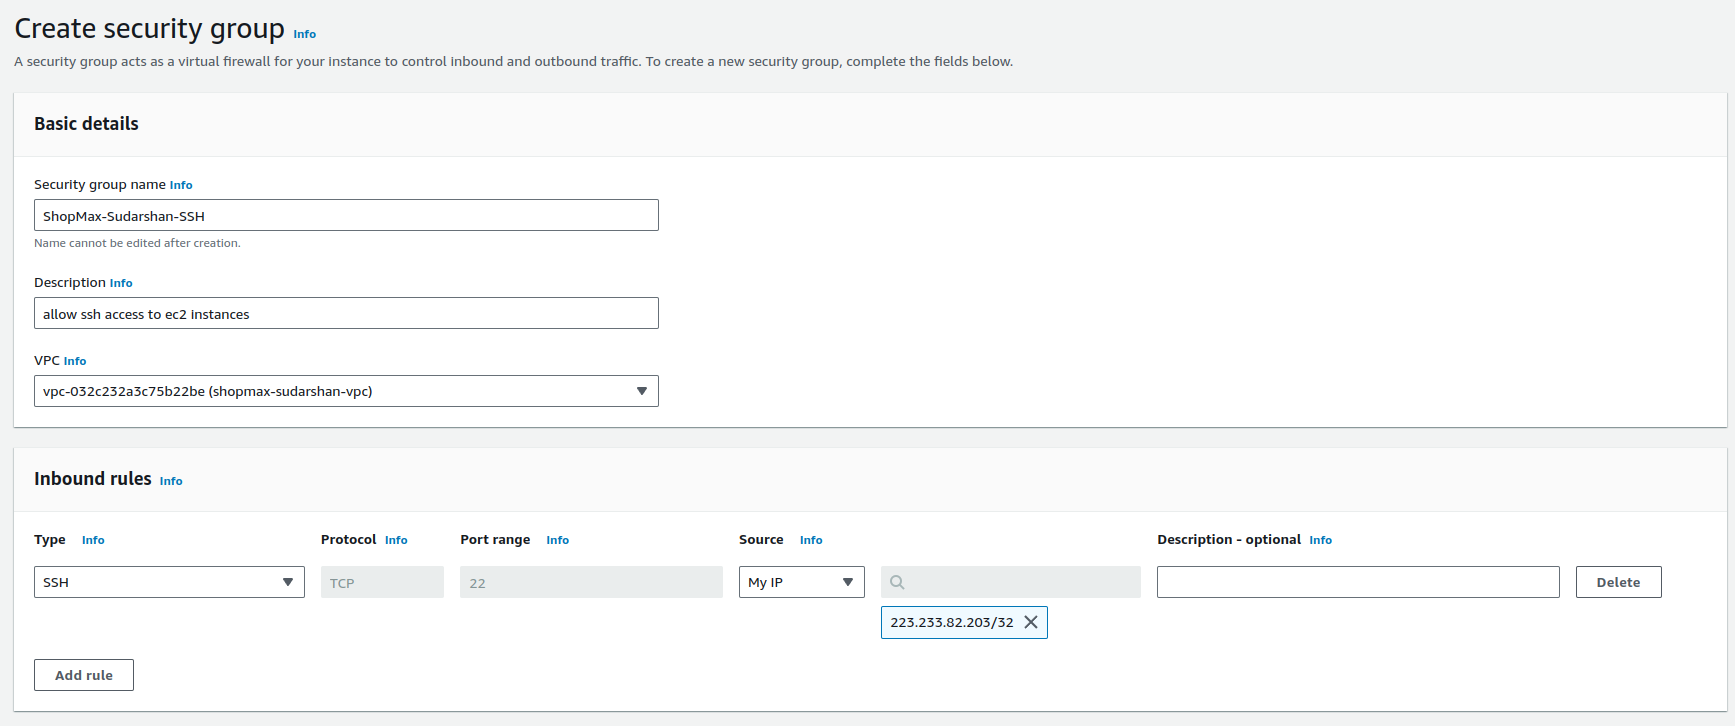 Create security group Info
A security group acts as a virtual firewall for your instance to control inbound and outbound traffic. To create a new security group, complete the fields below.
Basic details
Security group name Info
ShopMax-Sudarshan-SSH
Name cannot be edited after creation.
Description Info
allow ssh access to ec2 instances
VPC Info
vpc-032c232a3c75b22be (shopmax-sudarshan-vpc)
Inbound rules Info
Type Info Protocol Info Port range Info Source Info Description - optional Info
SSH TCP 22 My IP Delete
223.233.82.203/32
Add rule